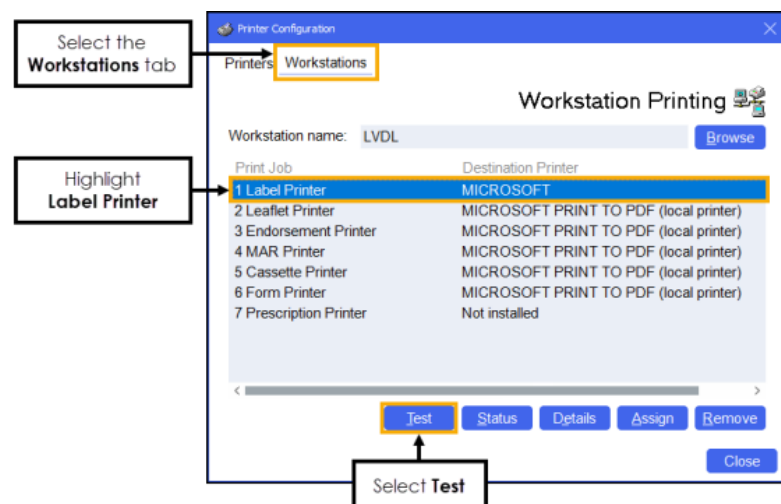 Printer Configuration
Select the
Workstations tab
Printers Workstations
Workstation Printing
Workstation name: LVDL Browse
Print Job Destination Printer
Highlight
Label Printer
1 Label Printer MICROSOFT
2 Leaflet Printer MICROSOFT PRINT TO PDF (local printer)
3 Endorsement Printer MICROSOFT PRINT TO PDF (local printer)
4 MAR Printer MICROSOFT PRINT TO PDF (local printer)
5 Cassette Printer MICROSOFT PRINT TO PDF (local printer)
6 Form Printer MICROSOFT PRINT TO PDF (local printer)
7 Prescription Printer Not installed
Test Status Details Assign Remove
Close
Select Test